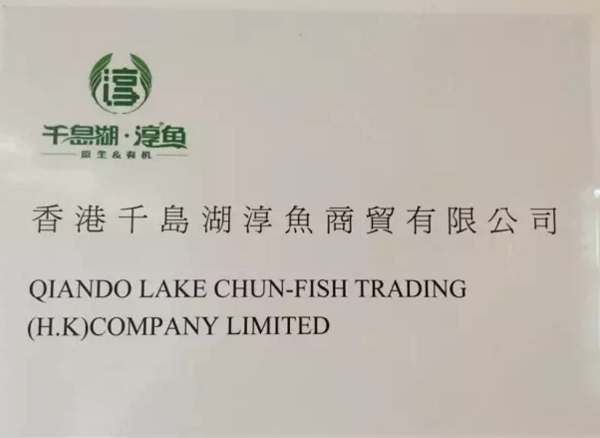 淳
千島湖·淳魚
原生&有机
香港千島湖淳魚商貿有限公司
QIANDO LAKE CHUN-FISH TRADING
(H.K)COMPANY LIMITED